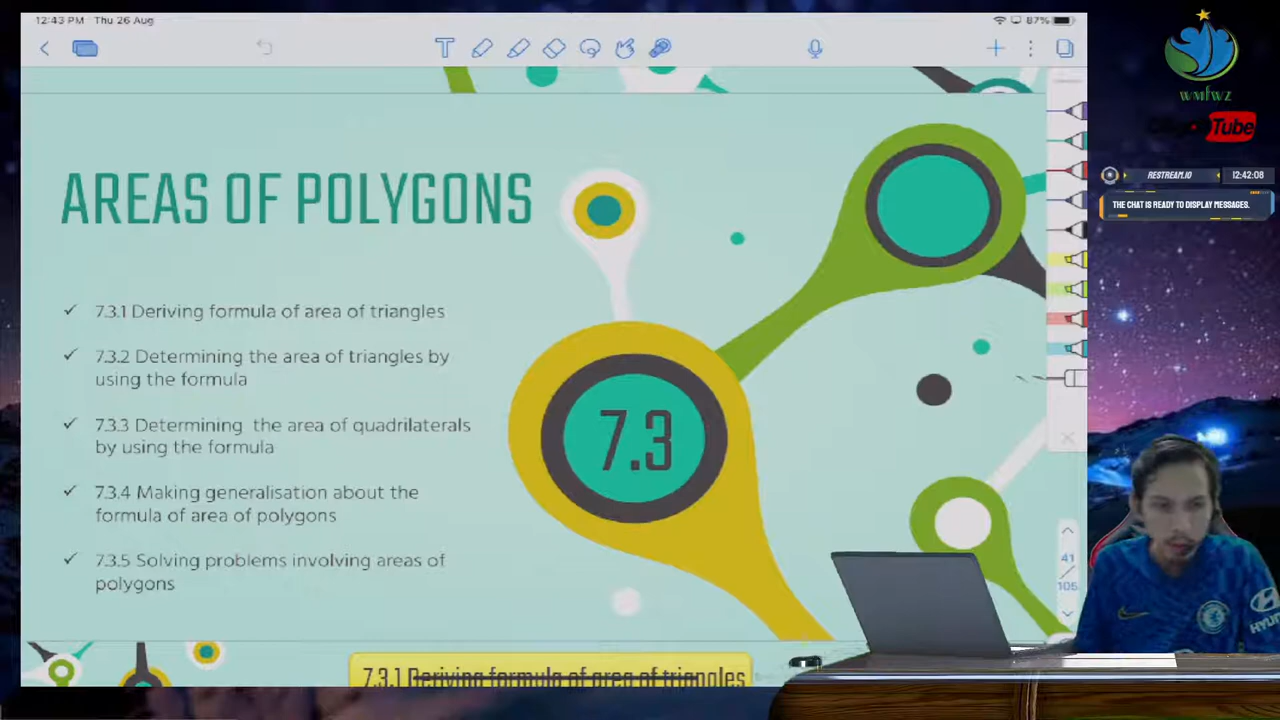 12:43 PM Thu 26 Aug
87%
AREAS OF POLYGONS
✓ 7.3.1 Deriving formula of area of triangles
✓ 7.3.2 Determining the area of triangles by
using the formula
✓ 7.3.3 Determining the area of quadrilaterals
by using the formula
✓ 7.3.4 Making generalisation about the
formula of area of polygons
✓ 7.3.5 Solving problems involving areas of
polygons
7.3
41
105
7.3.1 Deriving formula of area of triangles
wmfwz
Tube
RESTREAM.IO
12:42:08
THE CHAT IS READY TO DISPLAY MESSAGES.
HYU